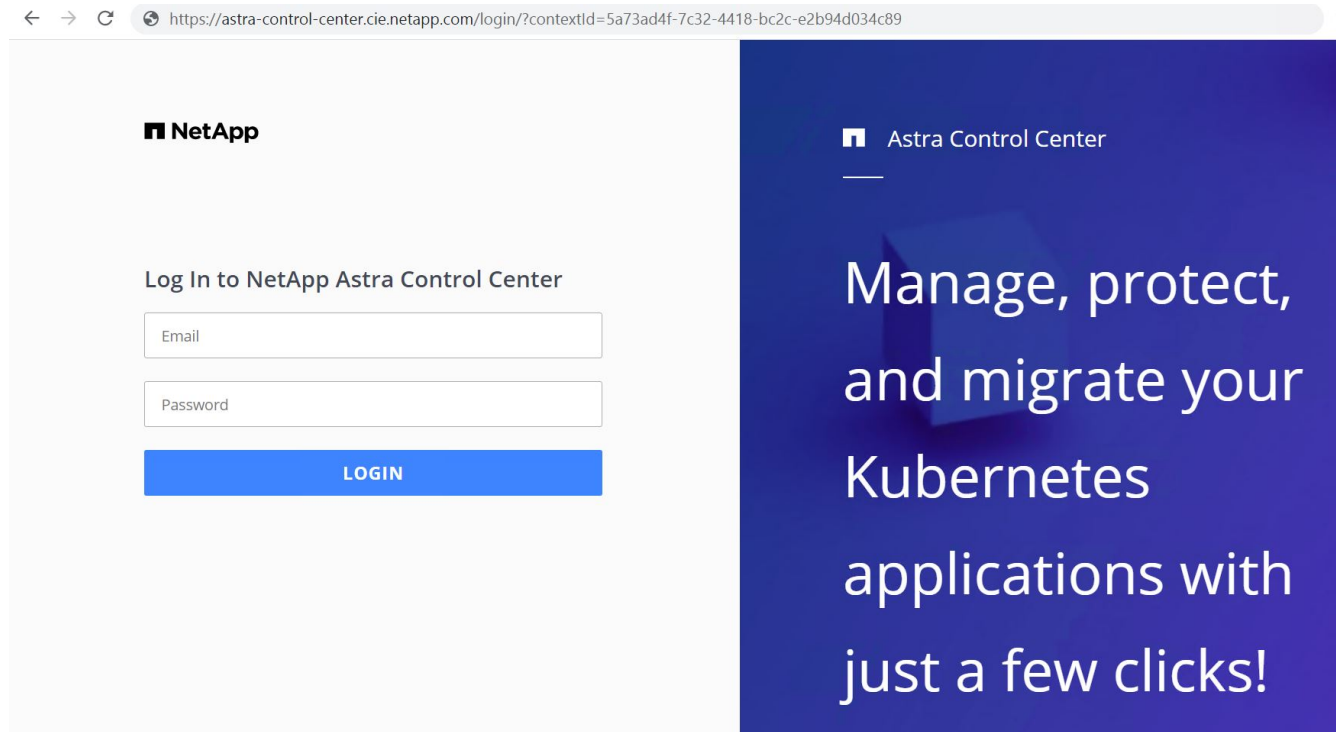 https://astra-control-center.cie.netapp.com/login/?contextId=5a73ad4f-7c32-4418-bc2c-e2b94d034c89
NetApp
Log In to NetApp Astra Control Center
Email
Password
LOGIN
Astra Control Center
Manage, protect,
and migrate your
Kubernetes
applications with
just a few clicks!